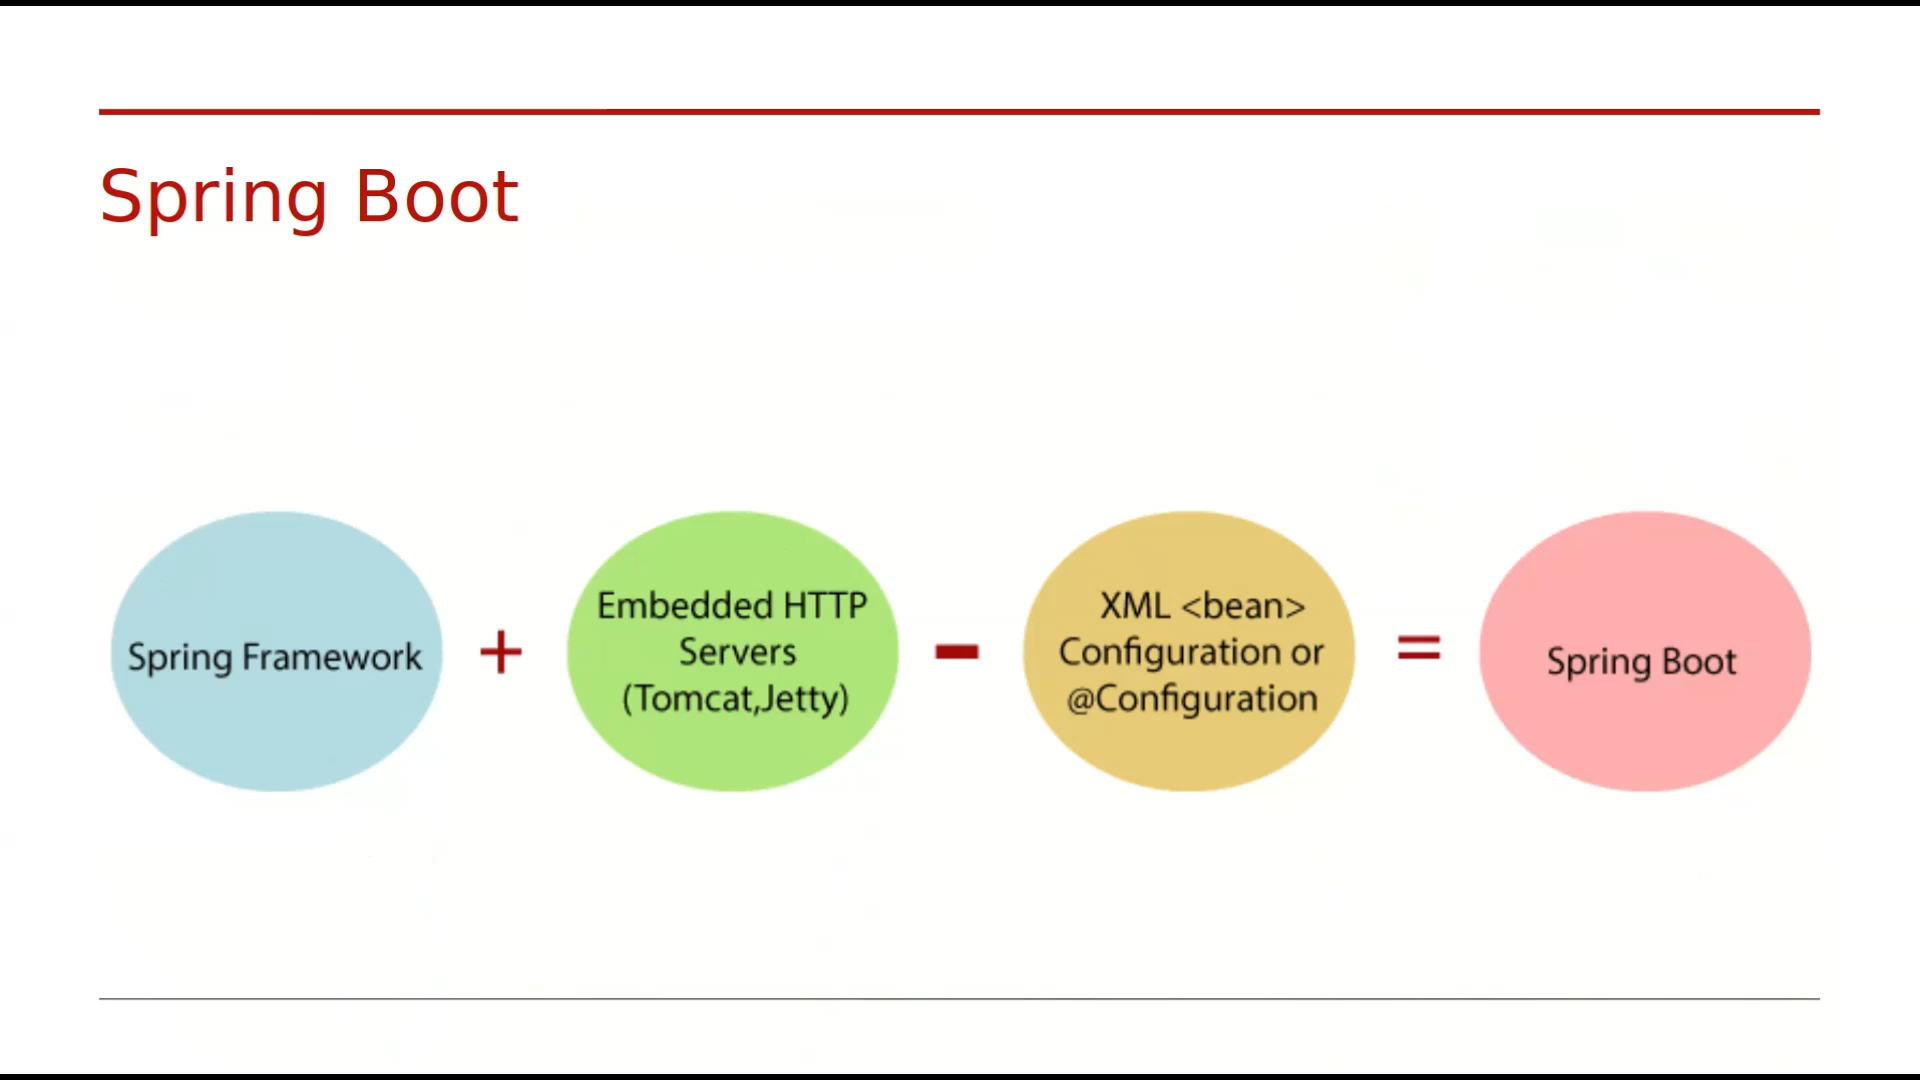 Spring Boot
Spring Framework
+
Embedded HTTP
Servers
(Tomcat,Jetty)
-
XML <bean>
Configuration or
@Configuration
=
Spring Boot